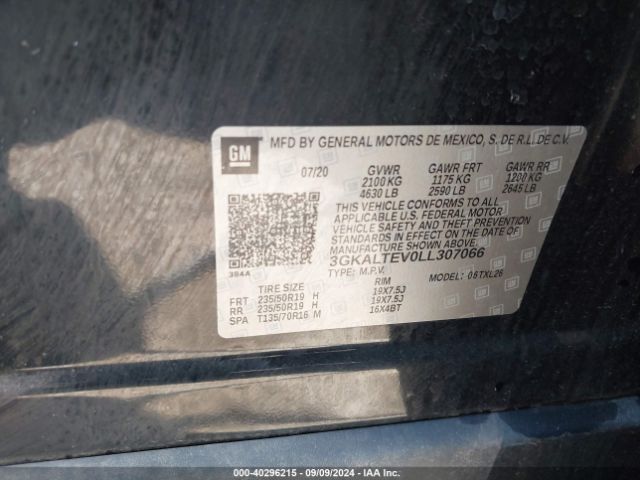 GM
MFD BY GENERAL MOTORS DE MEXICO, S. DE R.L. DE C.V.
07/20 GVWR GAWR FRT GAWR RR
2100 KG 1175 KG 1200 KG
4630 LB 2590 LB 2645 LB
THIS VEHICLE CONFORMS TO ALL
APPLICABLE U.S. FEDERAL MOTOR
VEHICLE SAFETY AND THEFT PREVENTION
STANDARDS IN EFFECT ON THE DATE OF
MANUFACTURE SHOWN ABOVE.
3GKALTEV0LL307066
384A
TYPE: M.P.V. MODEL: 06TXL26
TIRE SIZE RIM
FRT 235/50R19 H 19X7.5J
RR 235/50R19 H 19X7.5J
SPA T135/70R16 M 16X4BT
000-40296215 - 09/09/2024 - IAA